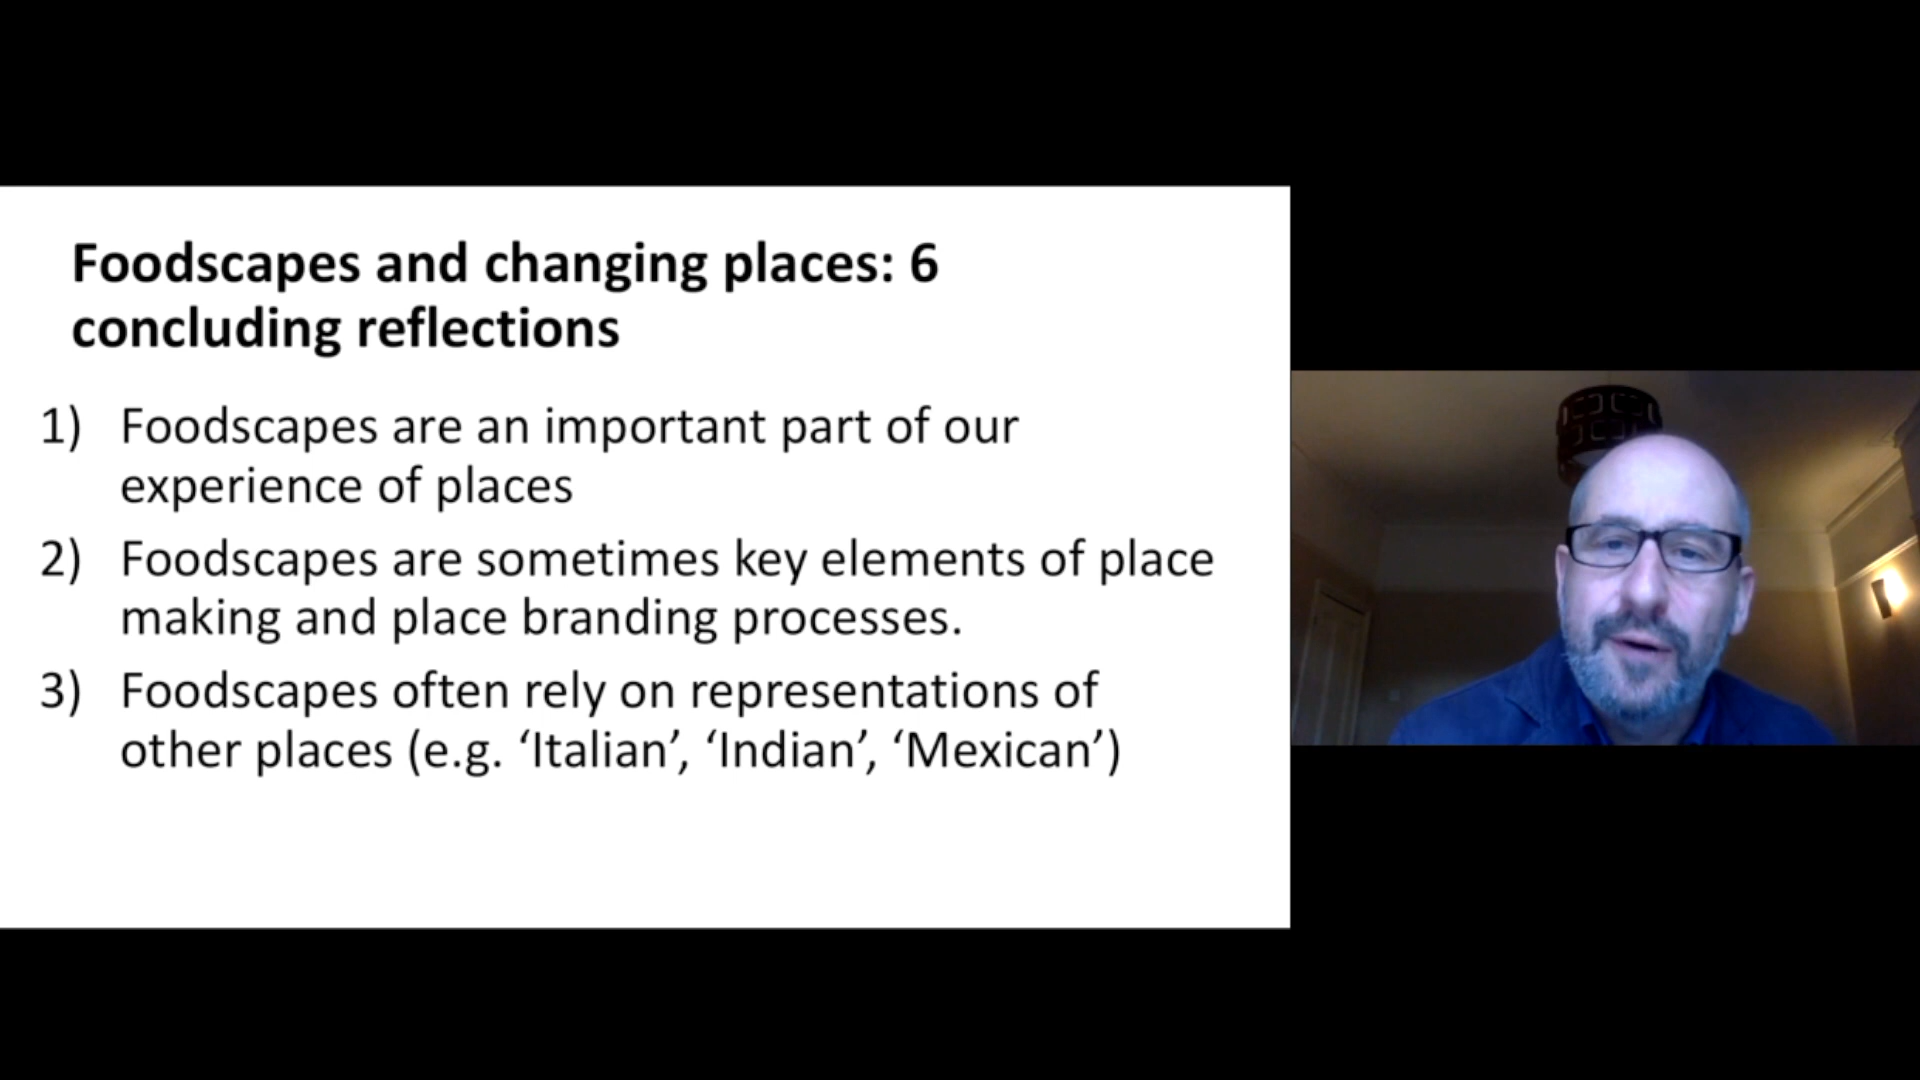 Foodscapes and changing places: 6
concluding reflections
1) Foodscapes are an important part of our
experience of places
2) Foodscapes are sometimes key elements of place
making and place branding processes.
3) Foodscapes often rely on representations of
other places (e.g. ‘Italian’, ‘Indian’, ‘Mexican’)